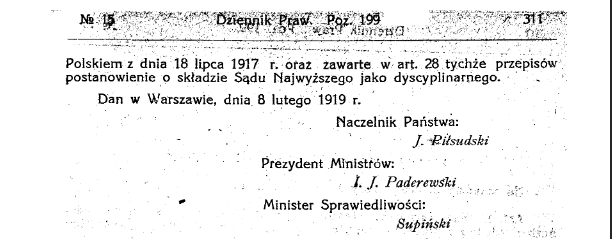 № 15 Dziennik Praw. Poz. 199 311
Polskiem z dnia 18 lipca 1917 r. oraz zawarte w art. 28 tychże przepisów
postanowienie o składzie Sądu Najwyższego jako dyscyplinarnego.
Dan w Warszawie, dnia 8 lutego 1919 r.
Naczelnik Państwa:
J. Piłsudski
Prezydent Ministrów:
I. J. Paderewski
Minister Sprawiedliwości:
Supiński